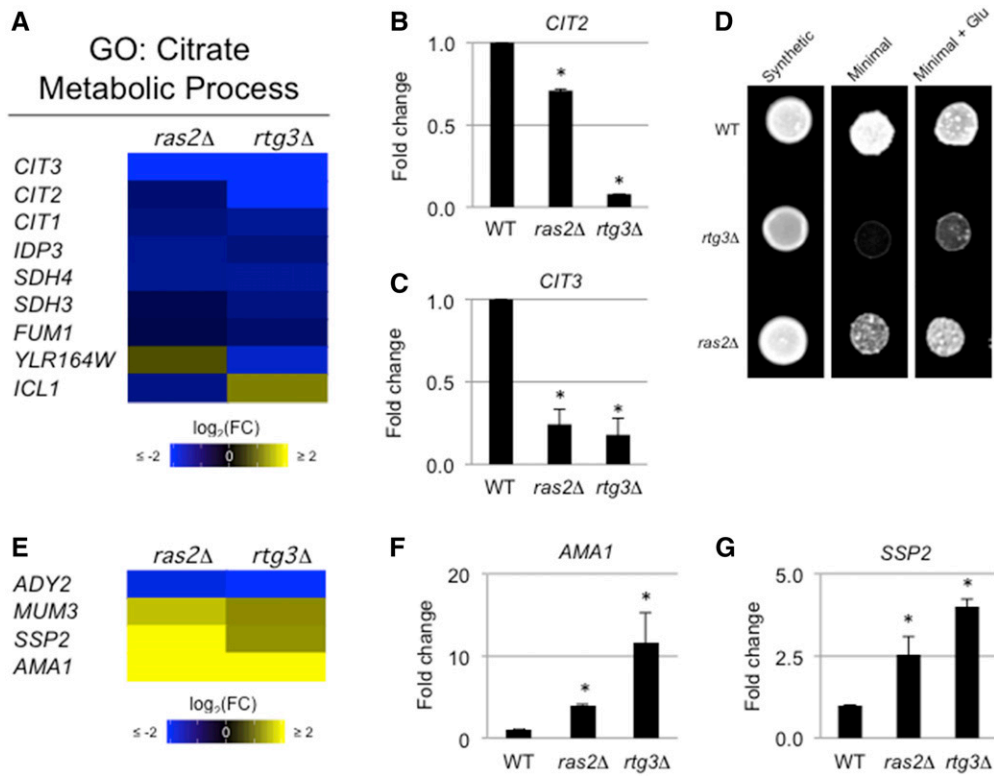 A
GO: Citrate
Metabolic Process
ras2Δ rtg3Δ
CIT3
CIT2
CIT1
IDP3
SDH4
SDH3
FUM1
YLR164W
ICL1
log2(FC)
≤ -2 0 ≥ 2
B
CIT2
Fold change
1.0
0.5
0.0
*
*
WT ras2Δ rtg3Δ
C
CIT3
Fold change
1.0
0.5
0.0
*
*
WT ras2Δ rtg3Δ
D
Synthetic
Minimal
Minimal + Glu
WT
rtg3Δ
ras2Δ
E
ras2Δ rtg3Δ
ADY2
MUM3
SSP2
AMA1
log2(FC)
≤ -2 0 ≥ 2
F
AMA1
Fold change
20
10
0
*
*
WT ras2Δ rtg3Δ
G
SSP2
Fold change
5.0
2.5
0
*
*
WT ras2Δ rtg3Δ